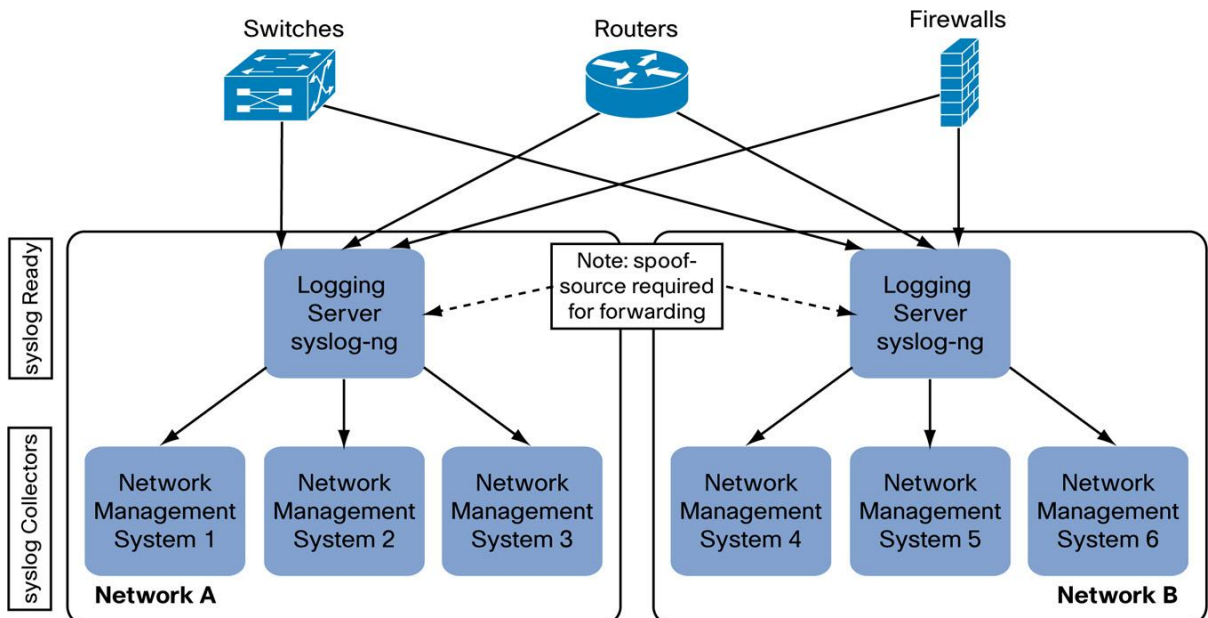 Switches
Routers
Firewalls
syslog Ready
Logging
Server
syslog-ng
Note: spoof-
source required
for forwarding
Logging
Server
syslog-ng
syslog Collectors
Network
Management
System 1
Network
Management
System 2
Network
Management
System 3
Network
Management
System 4
Network
Management
System 5
Network
Management
System 6
Network A
Network B